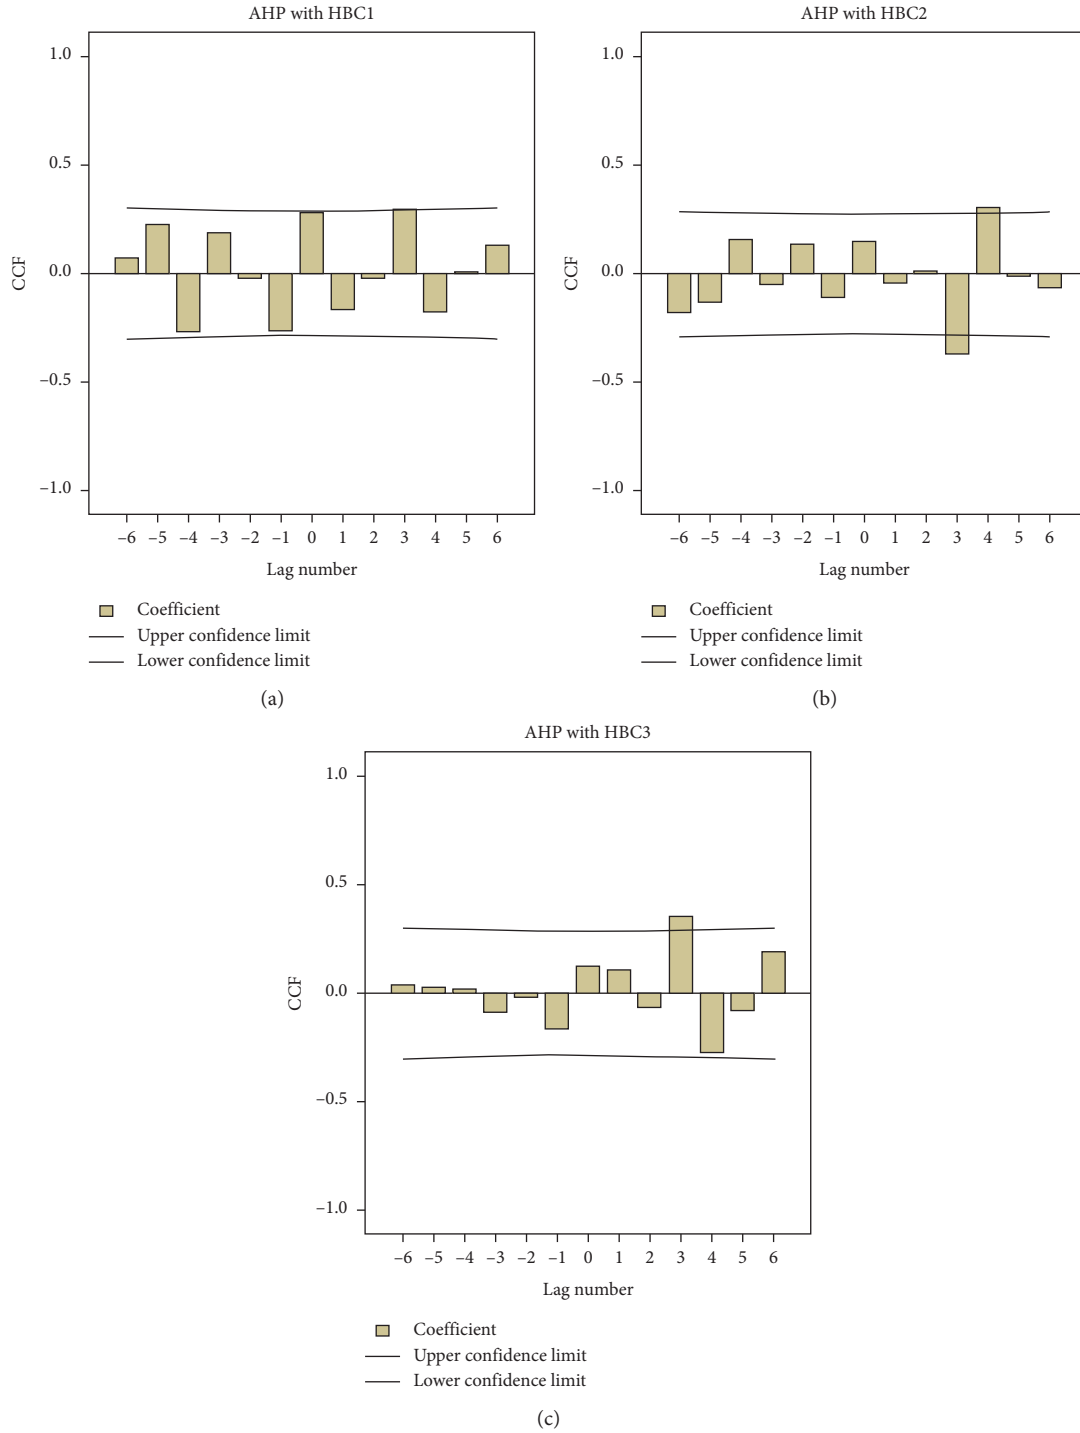 AHP with HBC1
1.0
0.5
0.0
–0.5
–1.0
CCF
–6 –5 –4 –3 –2 –1 0 1 2 3 4 5 6
Lag number
Coefficient
Upper confidence limit
Lower confidence limit
(a)
AHP with HBC2
1.0
0.5
0.0
–0.5
–1.0
CCF
–6 –5 –4 –3 –2 –1 0 1 2 3 4 5 6
Lag number
Coefficient
Upper confidence limit
Lower confidence limit
(b)
AHP with HBC3
1.0
0.5
0.0
–0.5
–1.0
CCF
–6 –5 –4 –3 –2 –1 0 1 2 3 4 5 6
Lag number
Coefficient
Upper confidence limit
Lower confidence limit
(c)